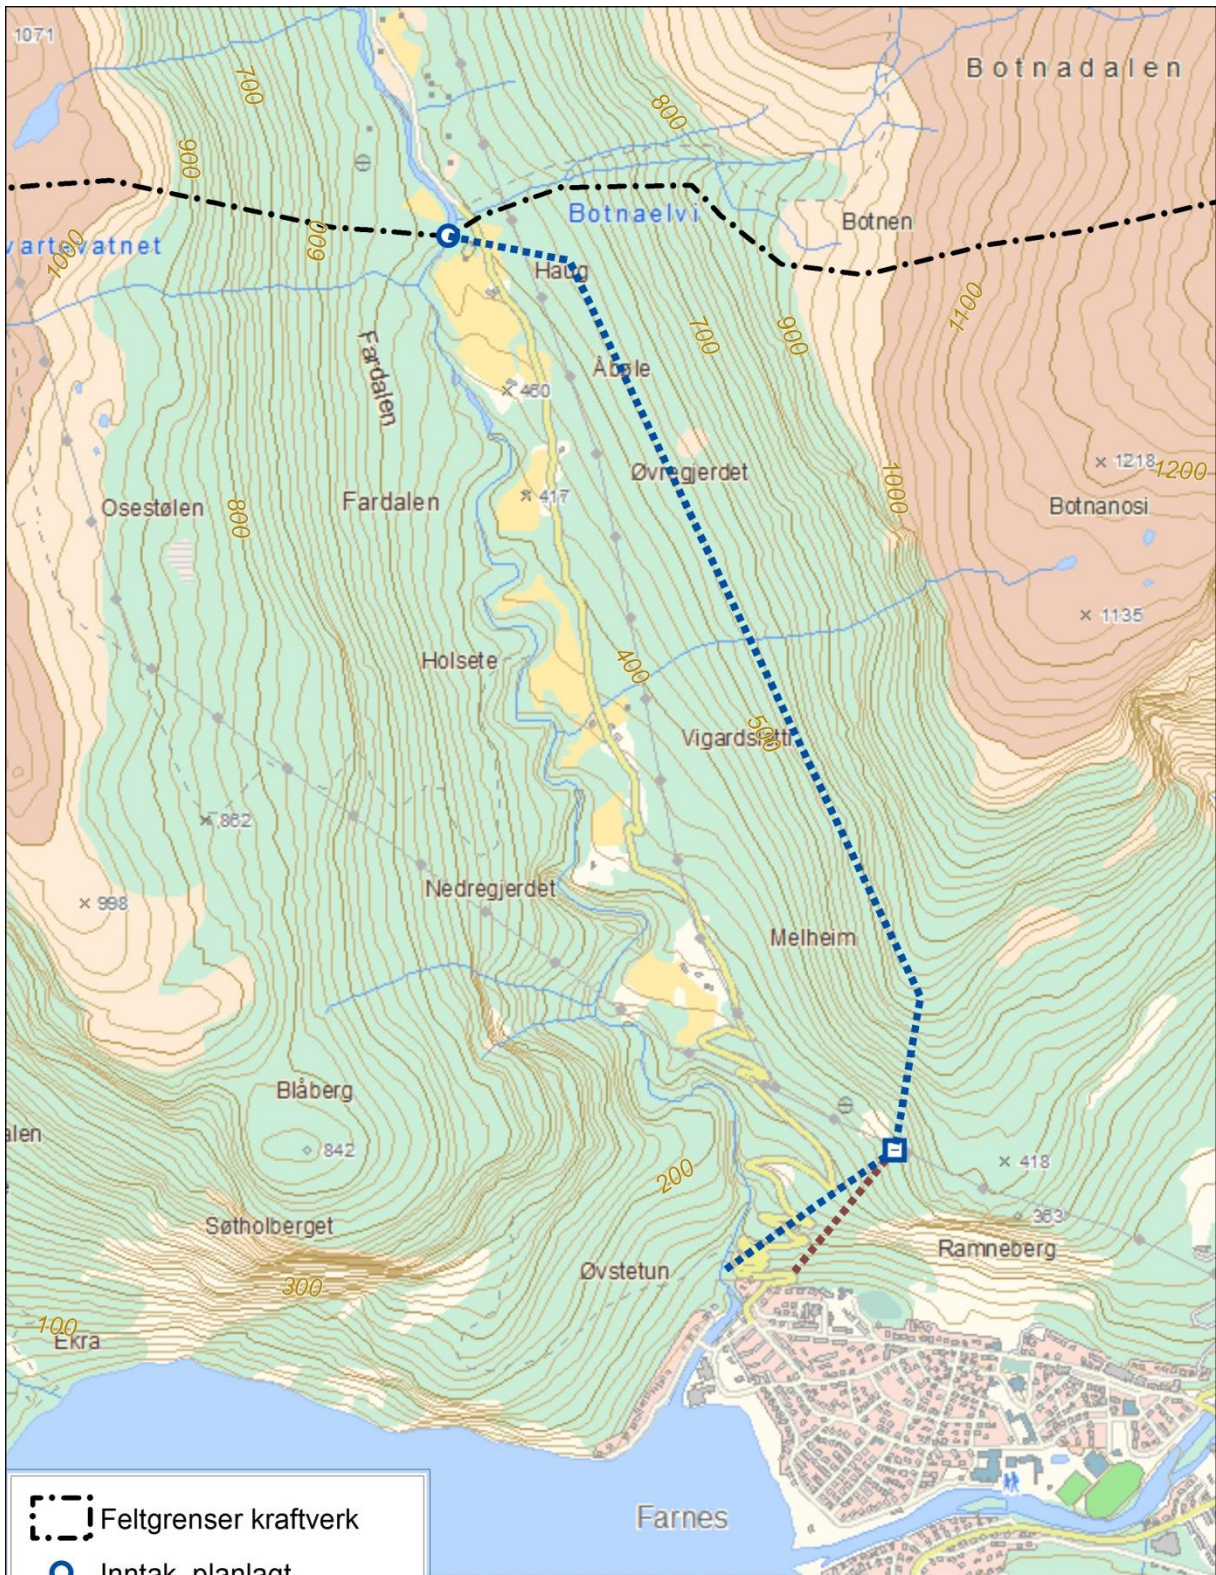 1071
Botnadalen
700
800
900
Botnaelvi
Botnen
600
1000
vartevatnet
Haug
1100
700
900
Fardalen
Åbøle
460
Øvregjerdet
1218
1200
1000
417
Osestølen
800
Fardalen
Botnanosi
1135
Holsete
400
500
Vigardslætti
862
998
Nedregjerdet
Melheim
Blåberg
alen
842
418
200
Søtholberget
363
Øvstetun
Ramneberg
300
100
Ekra
Farnes
Feltgrenser kraftverk
Inntak, planlagt